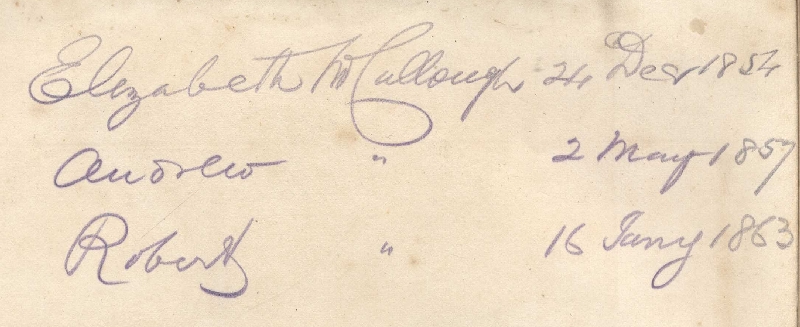 Elizabeth McCullough 24 Decr 1854
Andrew " 2 May 1857
Robert " 16 Jany 1863